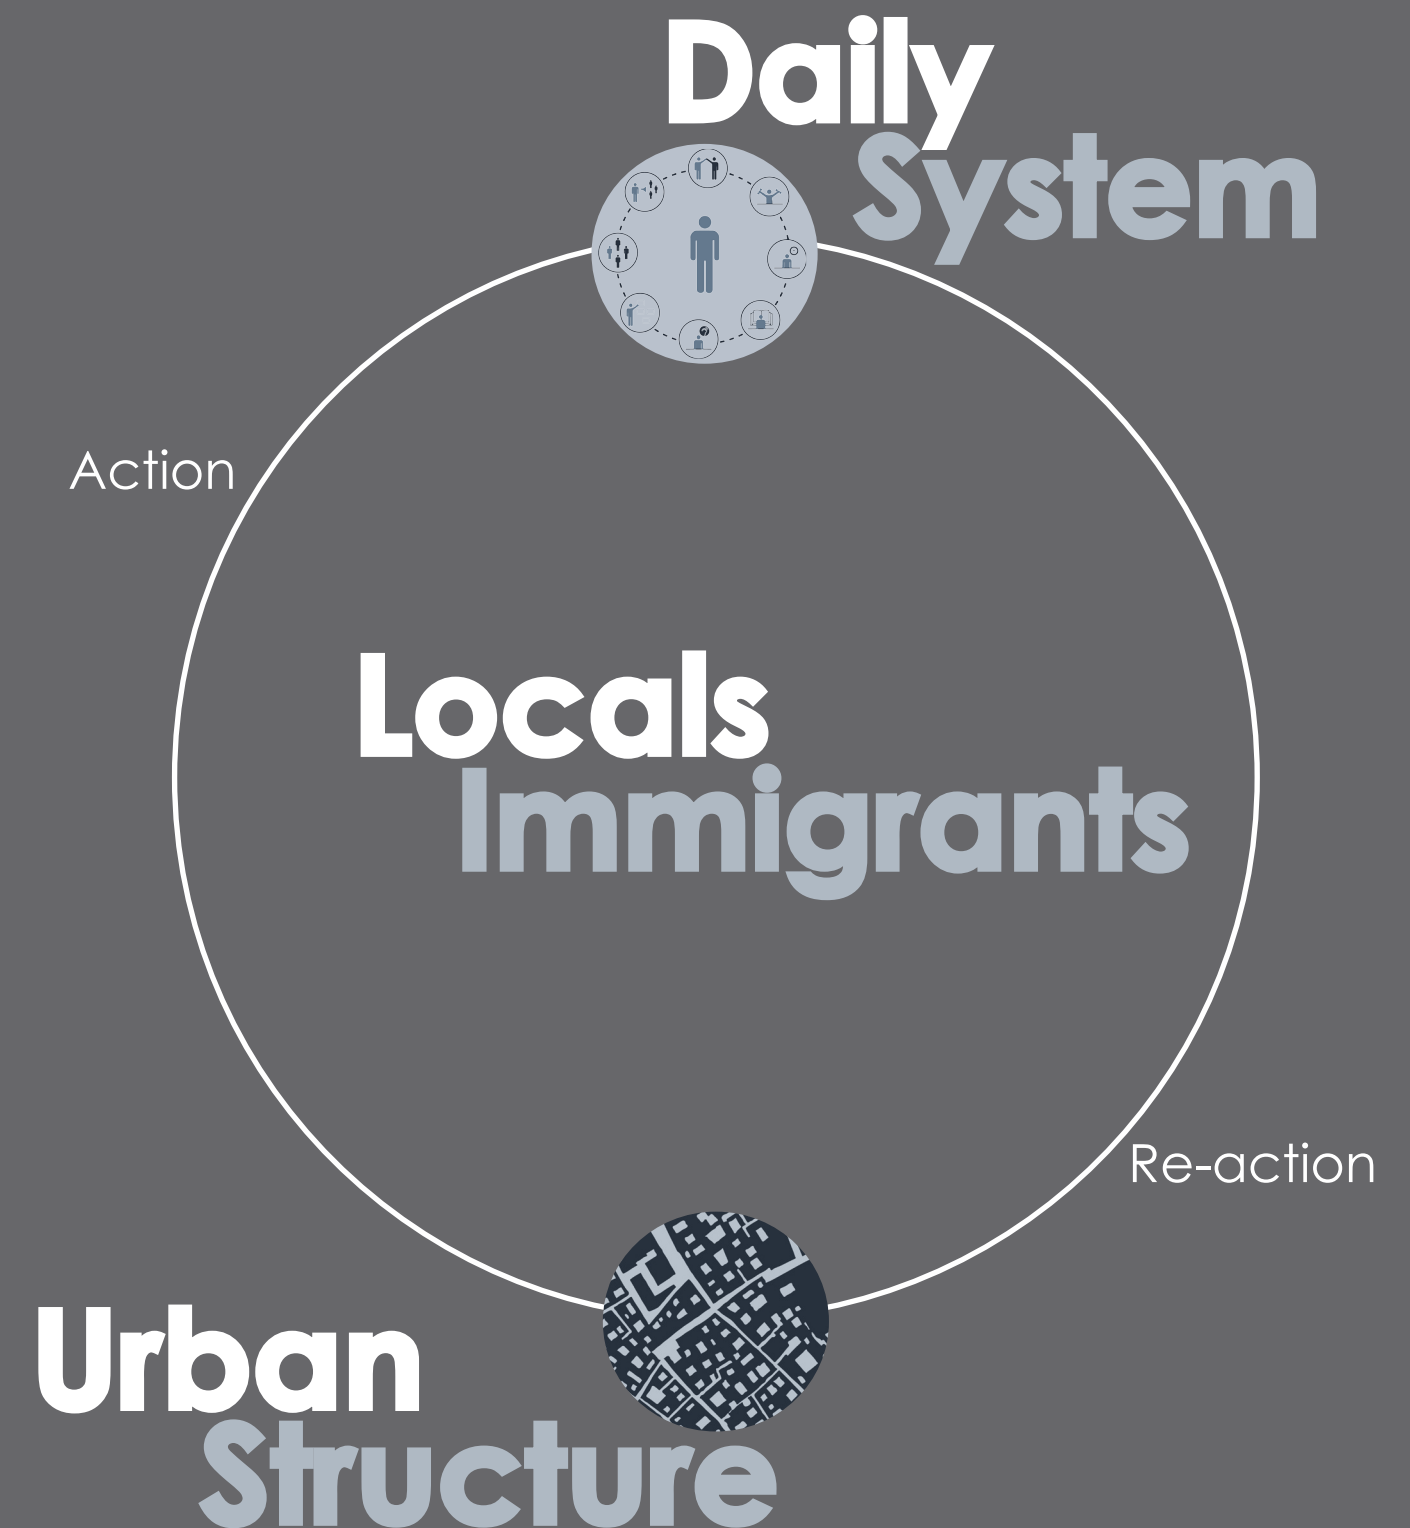 Daily
System
Action
Locals
Immigrants
Re-action
Urban
Structure